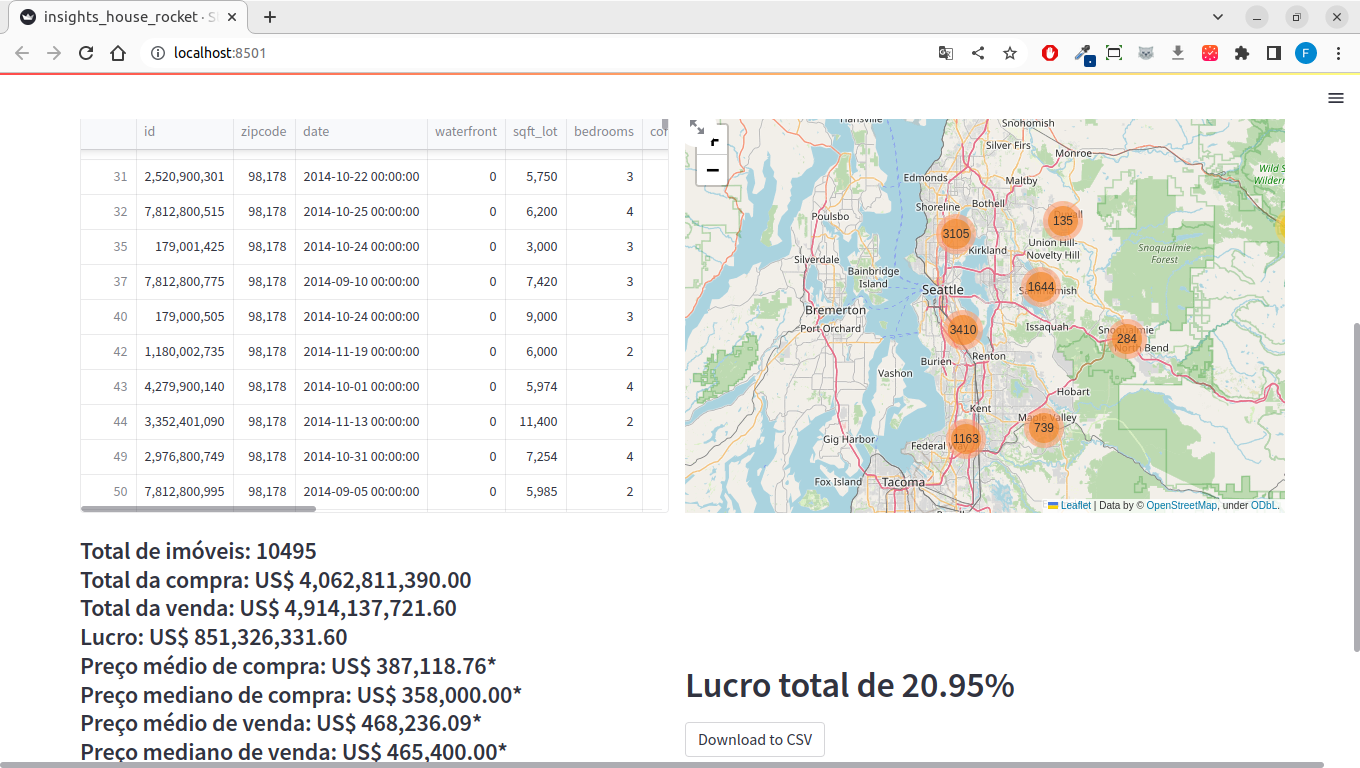 insights_house_rocket · S
localhost:8501
F
id zipcode date waterfront sqft_lot bedrooms
31 2,520,900,301 98,178 2014-10-22 00:00:00 0 5,750 3
32 7,812,800,515 98,178 2014-10-25 00:00:00 0 6,200 4
35 179,001,425 98,178 2014-10-24 00:00:00 0 3,000 3
37 7,812,800,775 98,178 2014-09-10 00:00:00 0 7,420 3
40 179,000,505 98,178 2014-10-24 00:00:00 0 9,000 3
42 1,180,002,735 98,178 2014-11-19 00:00:00 0 6,000 2
43 4,279,900,140 98,178 2014-10-01 00:00:00 0 5,974 4
44 3,352,401,090 98,178 2014-11-13 00:00:00 0 11,400 2
49 2,976,800,749 98,178 2014-10-31 00:00:00 0 7,254 4
50 7,812,800,995 98,178 2014-09-05 00:00:00 0 5,985 2
Snohomish
Silver Firs
Monroe
Edmonds
Maltby
Wild S
Wildern
Shoreline
Bothell
Poulsbo
135
3105
Kirkland
Union Hill-
Novelty Hill
Snoqualmie
Forest
Silverdale
Bainbridge
Island
Seattle
1644
Bremerton
Port Orchard
3410
Issaquah
Snoqualmie
284
North Bend
Burien
Renton
Vashon
Hobart
Kent
Maple Valley
739
Gig Harbor
Federal Way
1163
Fox Island
Tacoma
Leaflet | Data by © OpenStreetMap, under ODbL.
Total de imóveis: 10495
Total da compra: US$ 4,062,811,390.00
Total da venda: US$ 4,914,137,721.60
Lucro: US$ 851,326,331.60
Preço médio de compra: US$ 387,118.76*
Preço mediano de compra: US$ 358,000.00*
Preço médio de venda: US$ 468,236.09*
Preço mediano de venda: US$ 465,400.00*
Lucro total de 20.95%
Download to CSV